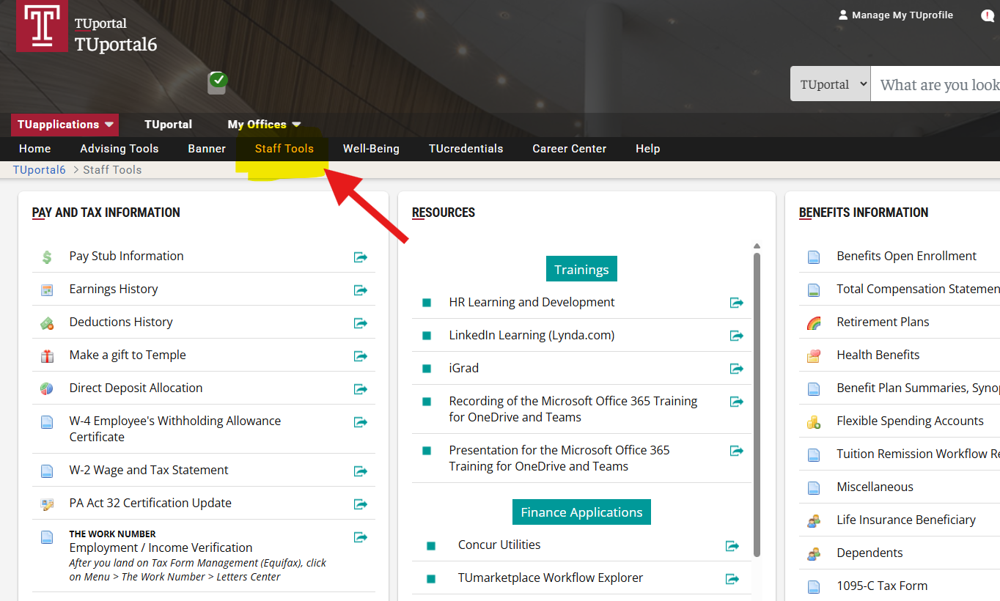 TUportal
TUportal6
Manage My TUprofile
TUportal
What are you look
TUapplications
TUportal
My Offices
Home
Advising Tools
Banner
Staff Tools
Well-Being
TUcredentials
Career Center
Help
TUportal6 > Staff Tools
PAY AND TAX INFORMATION
Pay Stub Information
Earnings History
Deductions History
Make a gift to Temple
Direct Deposit Allocation
W-4 Employee's Withholding Allowance
Certificate
W-2 Wage and Tax Statement
PA Act 32 Certification Update
THE WORK NUMBER
Employment / Income Verification
After you land on Tax Form Management (Equifax), click
on Menu > The Work Number > Letters Center
RESOURCES
Trainings
HR Learning and Development
LinkedIn Learning (Lynda.com)
iGrad
Recording of the Microsoft Office 365 Training
for OneDrive and Teams
Presentation for the Microsoft Office 365
Training for OneDrive and Teams
Finance Applications
Concur Utilities
TUmarketplace Workflow Explorer
BENEFITS INFORMATION
Benefits Open Enrollment
Total Compensation Statemen
Retirement Plans
Health Benefits
Benefit Plan Summaries, Synop
Flexible Spending Accounts
Tuition Remission Workflow Re
Miscellaneous
Life Insurance Beneficiary
Dependents
1095-C Tax Form